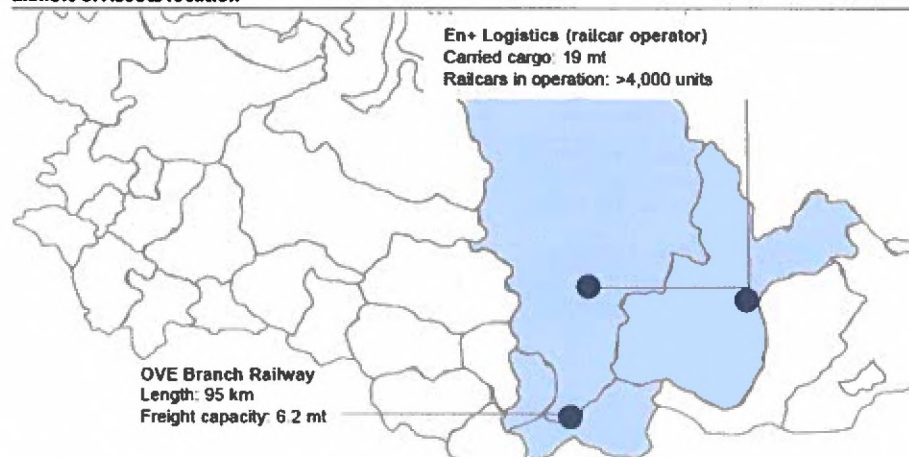 En+ Logistics (railcar operator)
Carried cargo: 19 mt
Railcars in operation: >4,000 units
OVE Branch Railway
Length: 95 km
Freight capacity: 6.2 mt